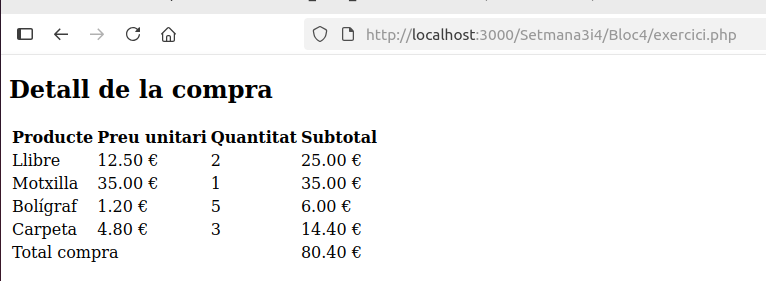 http://localhost:3000/Setmana3i4/Bloc4/exercici.php
Detall de la compra
Producte Preu unitari Quantitat Subtotal
Llibre 12.50 € 2 25.00 €
Motxilla 35.00 € 1 35.00 €
Bolígraf 1.20 € 5 6.00 €
Carpeta 4.80 € 3 14.40 €
Total compra 80.40 €